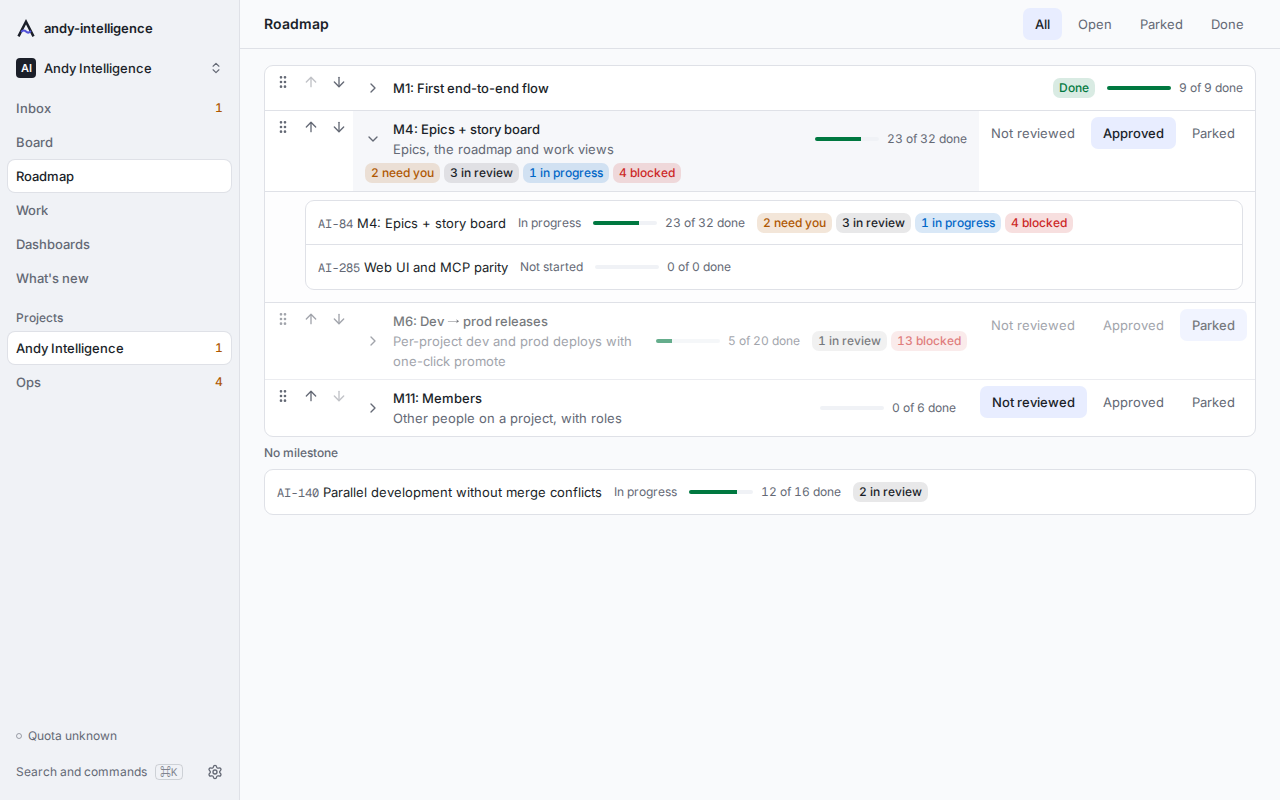 andy-intelligence
AI Andy Intelligence
Inbox 1
Board
Roadmap
Work
Dashboards
What's new
Projects
Andy Intelligence 1
Ops 4
Quota unknown
Search and commands ⌘K
Roadmap
All Open Parked Done
M1: First end-to-end flow Done 9 of 9 done
M4: Epics + story board
Epics, the roadmap and work views
23 of 32 done Not reviewed Approved Parked
2 need you 3 in review 1 in progress 4 blocked
AI-84 M4: Epics + story board In progress 23 of 32 done 2 need you 3 in review 1 in progress 4 blocked
AI-285 Web UI and MCP parity Not started 0 of 0 done
M6: Dev → prod releases
Per-project dev and prod deploys with
one-click promote
5 of 20 done 1 in review 13 blocked Not reviewed Approved Parked
M11: Members
Other people on a project, with roles
0 of 6 done Not reviewed Approved Parked
No milestone
AI-140 Parallel development without merge conflicts In progress 12 of 16 done 2 in review